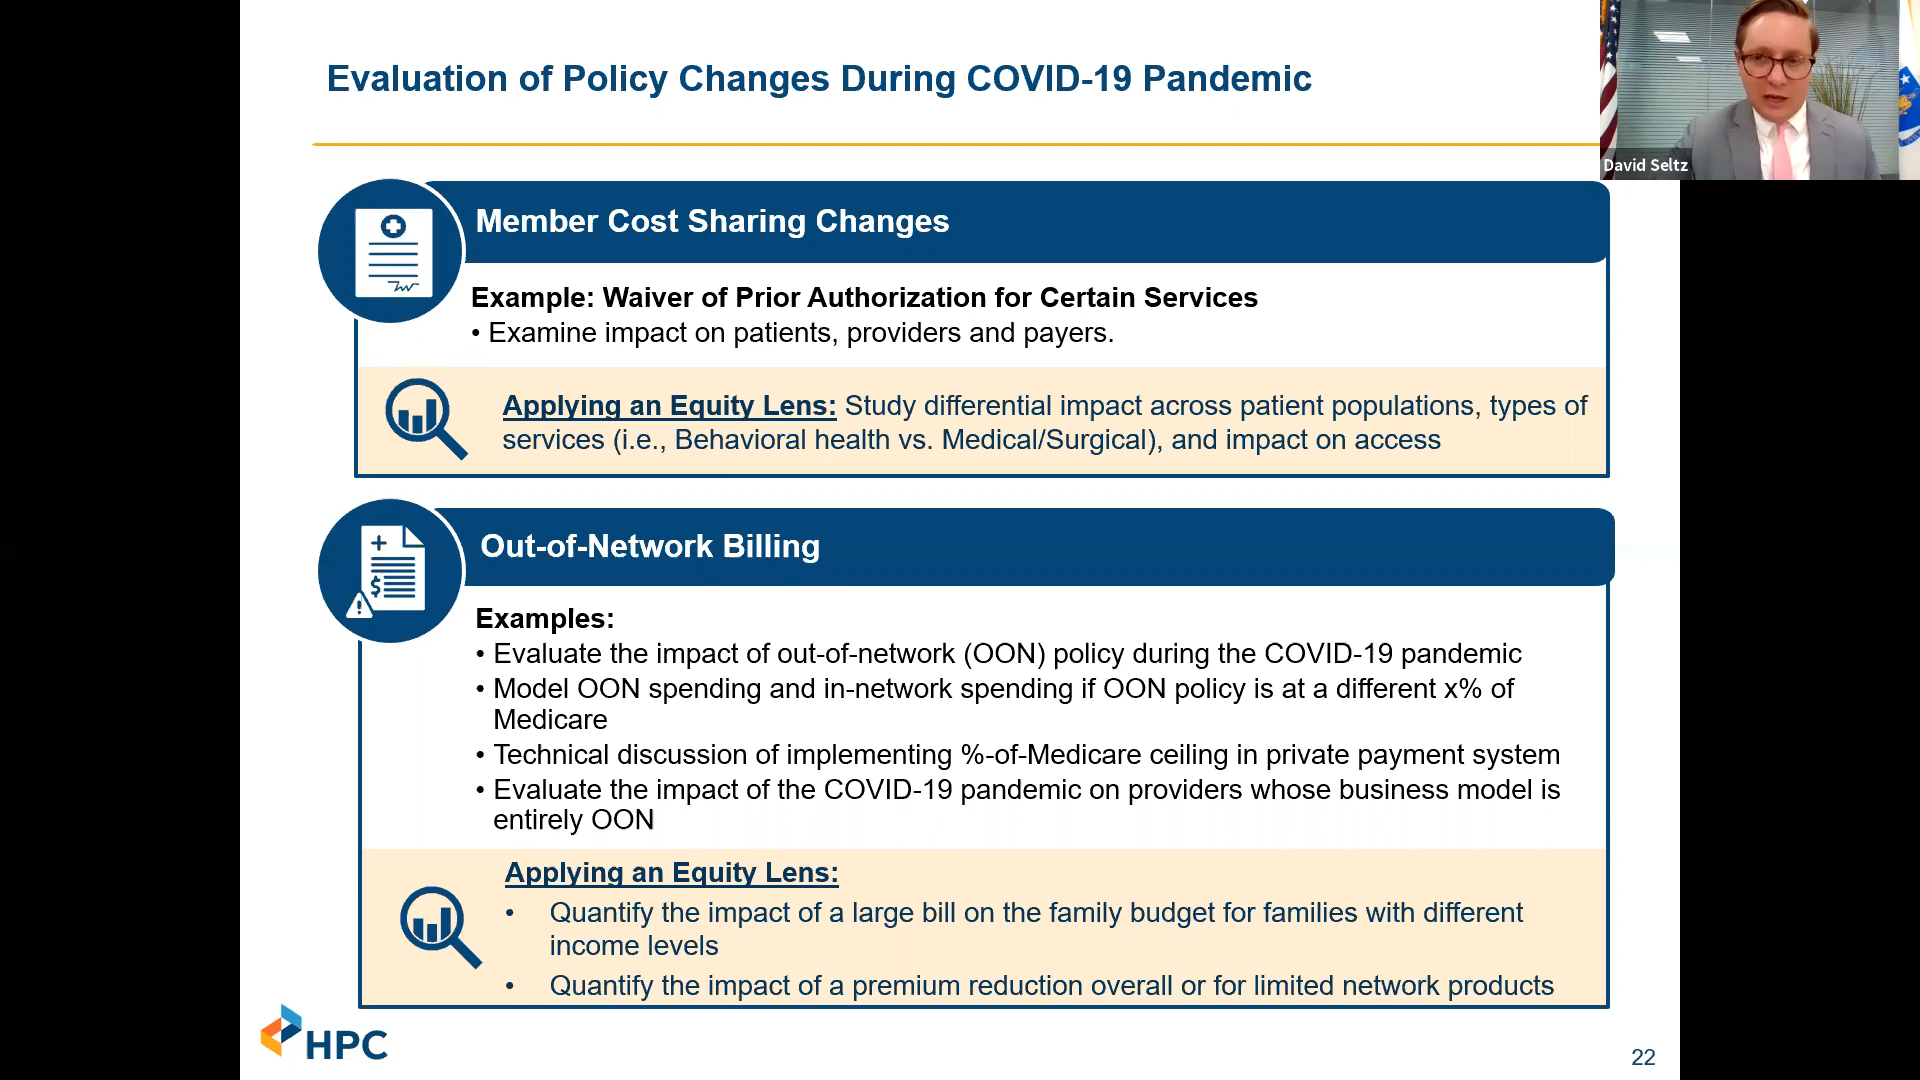 Evaluation of Policy Changes During COVID-19 Pandemic
David Seltz
Member Cost Sharing Changes
Example: Waiver of Prior Authorization for Certain Services
• Examine impact on patients, providers and payers.
Applying an Equity Lens: Study differential impact across patient populations, types of
services (i.e., Behavioral health vs. Medical/Surgical), and impact on access
Out-of-Network Billing
Examples:
• Evaluate the impact of out-of-network (OON) policy during the COVID-19 pandemic
• Model OON spending and in-network spending if OON policy is at a different x% of
Medicare
• Technical discussion of implementing %-of-Medicare ceiling in private payment system
• Evaluate the impact of the COVID-19 pandemic on providers whose business model is
entirely OON
Applying an Equity Lens:
• Quantify the impact of a large bill on the family budget for families with different
income levels
• Quantify the impact of a premium reduction overall or for limited network products
HPC
22